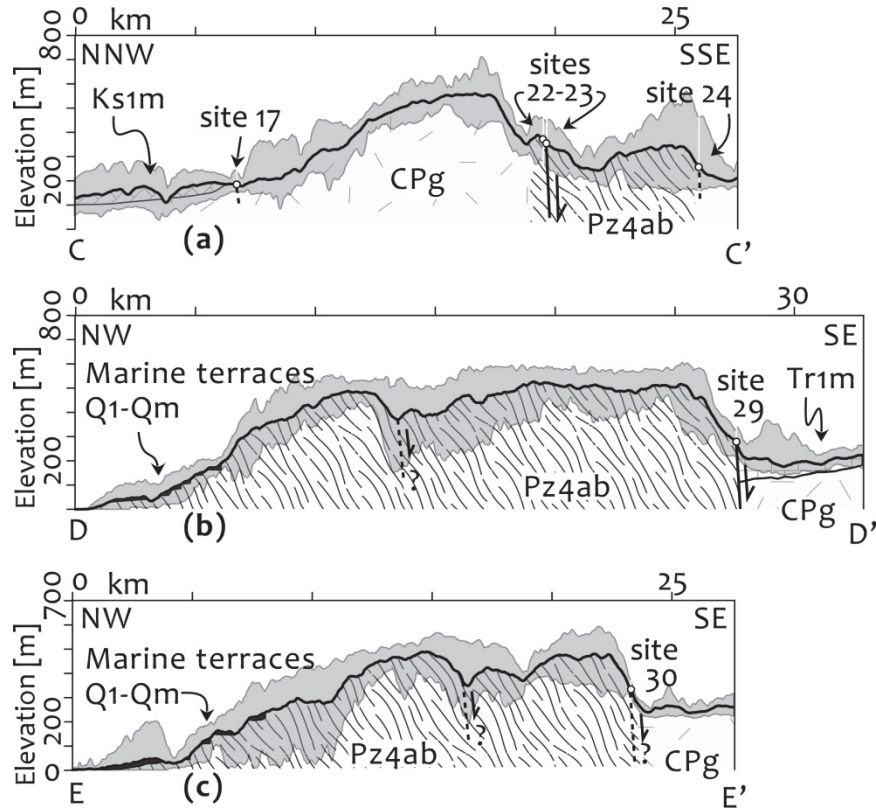 0 km 25
800
NNW SSE
Ks1m site 17 sites 22-23 site 24
Elevation [m]
200
CPg
Pz4ab
(a)
C C'
0 km 30
800
NW SE
Marine terraces
Q1-Qm
site
29
Tr1m
Elevation [m]
200
?
Pz4ab
CPg
(b)
D D'
0 km 25
700
NW SE
Marine terraces
Q1-Qm
site
30
Elevation [m]
200
? ?
Pz4ab
CPg
0
(c)
E E'